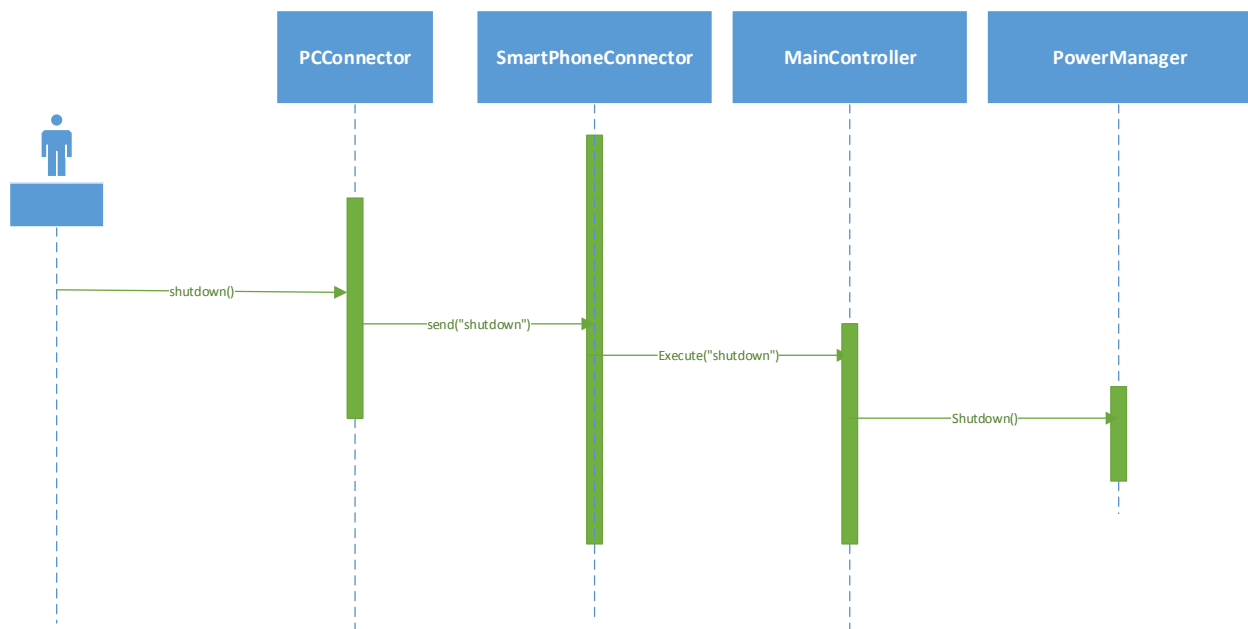 PCConnector
SmartPhoneConnector
MainController
PowerManager
shutdown()
send("shutdown")
Execute("shutdown")
Shutdown()